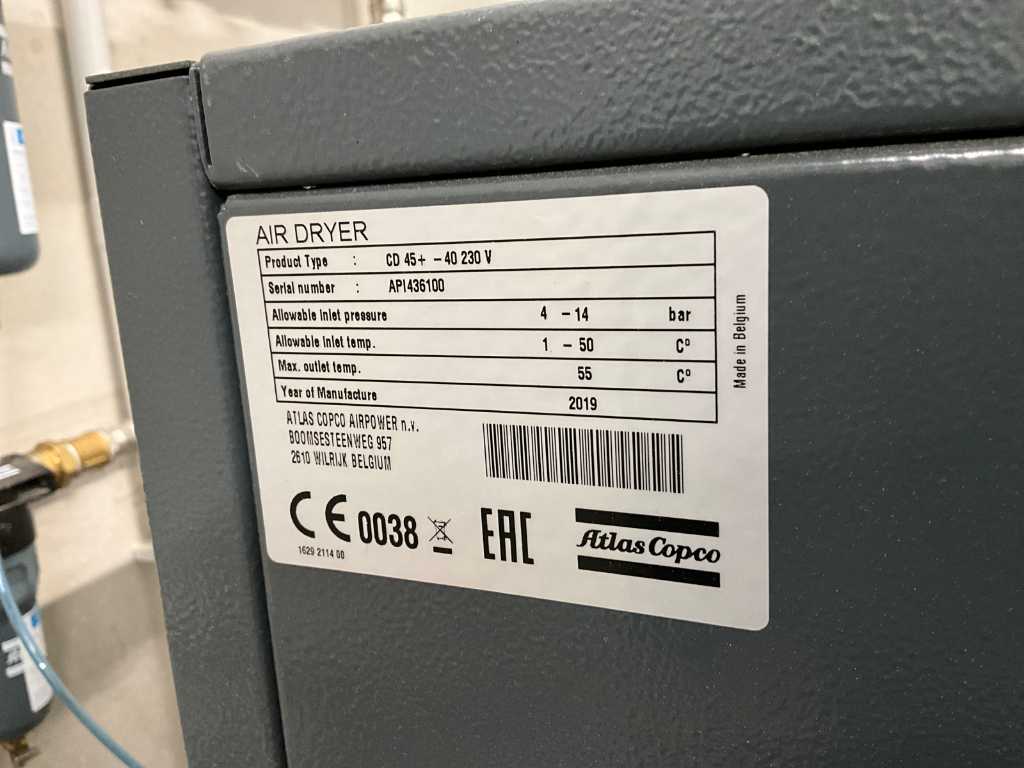 AIR DRYER
Product Type : CD 45+ -40 230 V
Serial number : API436100
Allowable inlet pressure 4 - 14 bar
Allowable inlet temp. 1 - 50 Cº
Max. outlet temp. 55 Cº
Year of Manufacture 2019
ATLAS COPCO AIRPOWER n.v.
BOOMSESTEENWEG 957
2610 WILRIJK BELGIUM
Made in Belgium
CE 0038
EAC
Atlas Copco
1629 2114 00